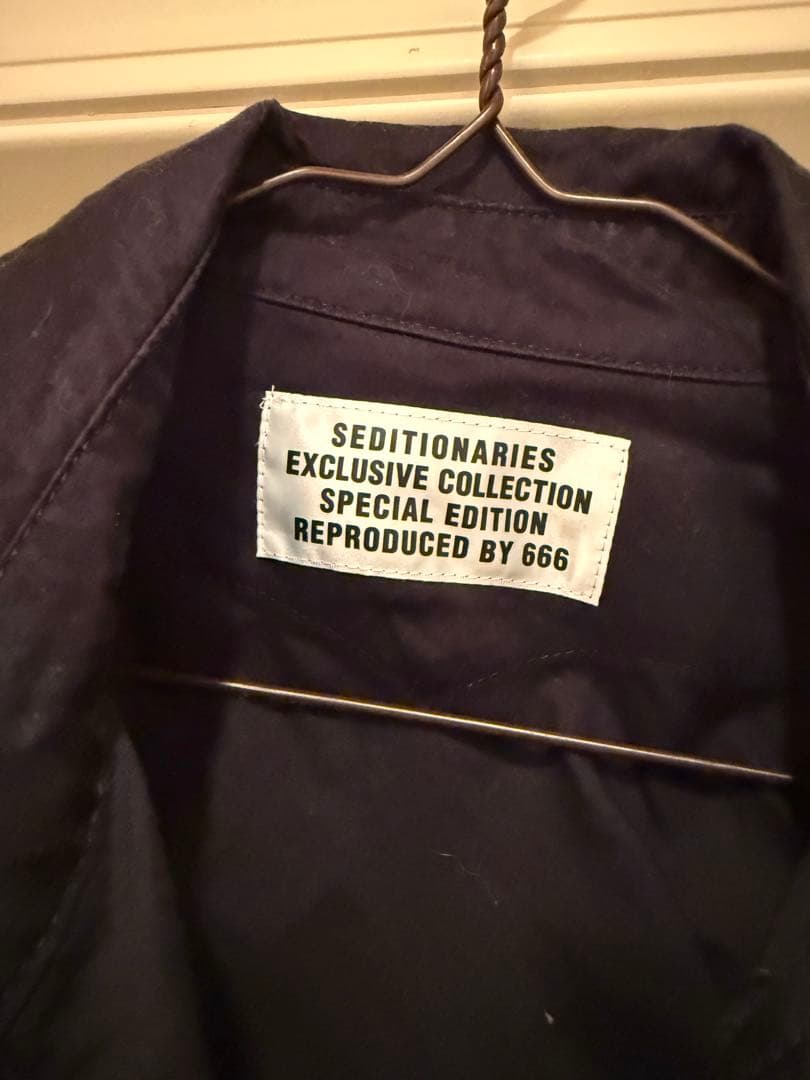 SEDITIONARIES
EXCLUSIVE COLLECTION
SPECIAL EDITION
REPRODUCED BY 666